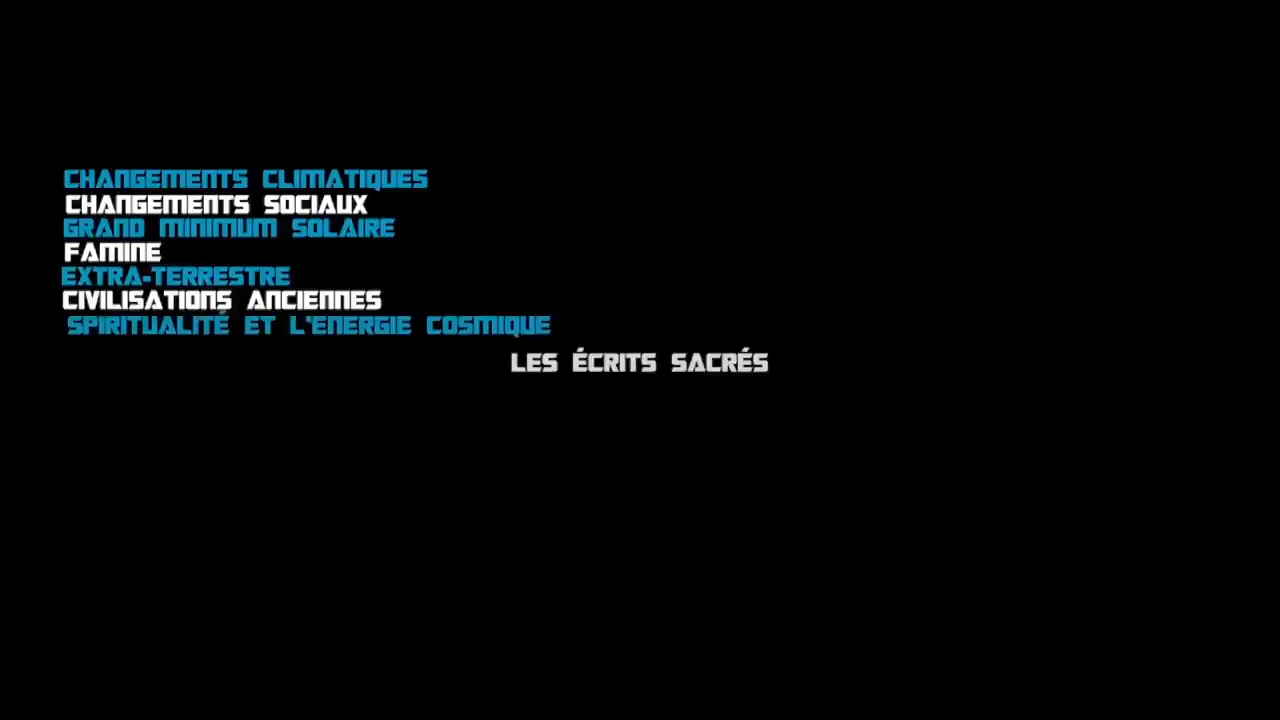 CHANGEMENTS CLIMATIQUES
CHANGEMENTS SOCIAUX
GRAND MINIMUM SOLAIRE
FAMINE
EXTRA-TERRESTRE
CIVILISATIONS ANCIENNES
SPIRITUALITÉ ET L'ENERGIE COSMIQUE
LES ÉCRITS SACRÉS